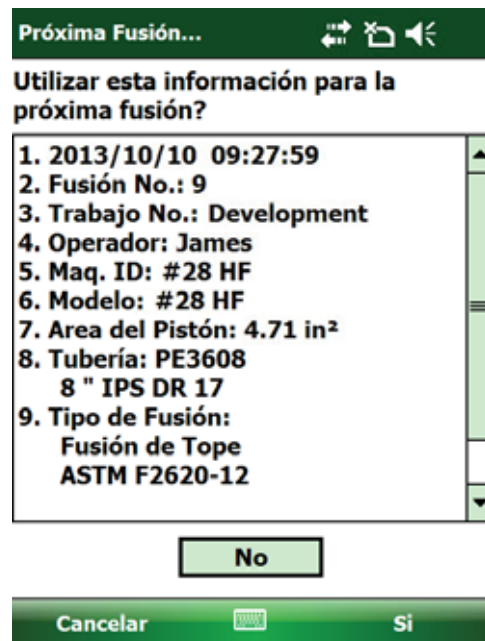 Próxima Fusión...
Utilizar esta información para la
próxima fusión?
1. 2013/10/10 09:27:59
2. Fusión No.: 9
3. Trabajo No.: Development
4. Operador: James
5. Maq. ID: #28 HF
6. Modelo: #28 HF
7. Area del Pistón: 4.71 in²
8. Tubería: PE3608
8 " IPS DR 17
9. Tipo de Fusión:
Fusión de Tope
ASTM F2620-12
No
Cancelar
Si